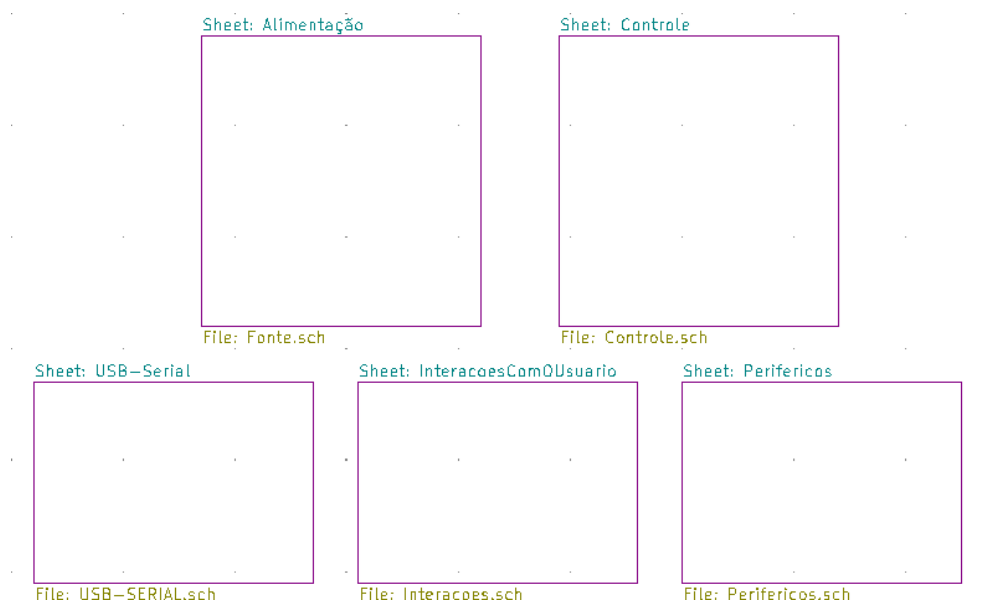 Sheet: Alimentação
Sheet: Controle
File: Fonte.sch
File: Controle.sch
Sheet: USB-Serial
Sheet: InteracoesComOUsuario
Sheet: Perifericos
File: USB-SERIAL.sch
File: Interacoes.sch
File: Perifericos.sch